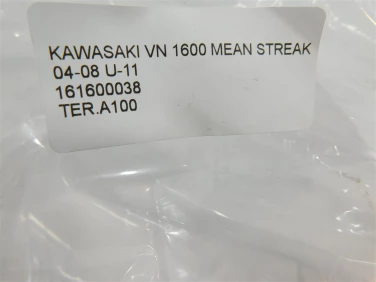 KAWASAKI VN 1600 MEAN STREAK
04-08 U-11
161600038
TER.A100